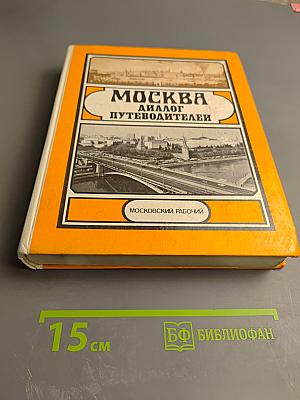 МОСКВА
ДИАЛОГ
ПУТЕВОДИТЕЛЕЙ
МОСКОВСКИЙ РАБОЧИЙ
15 см
БФ БИБЛИОФАН